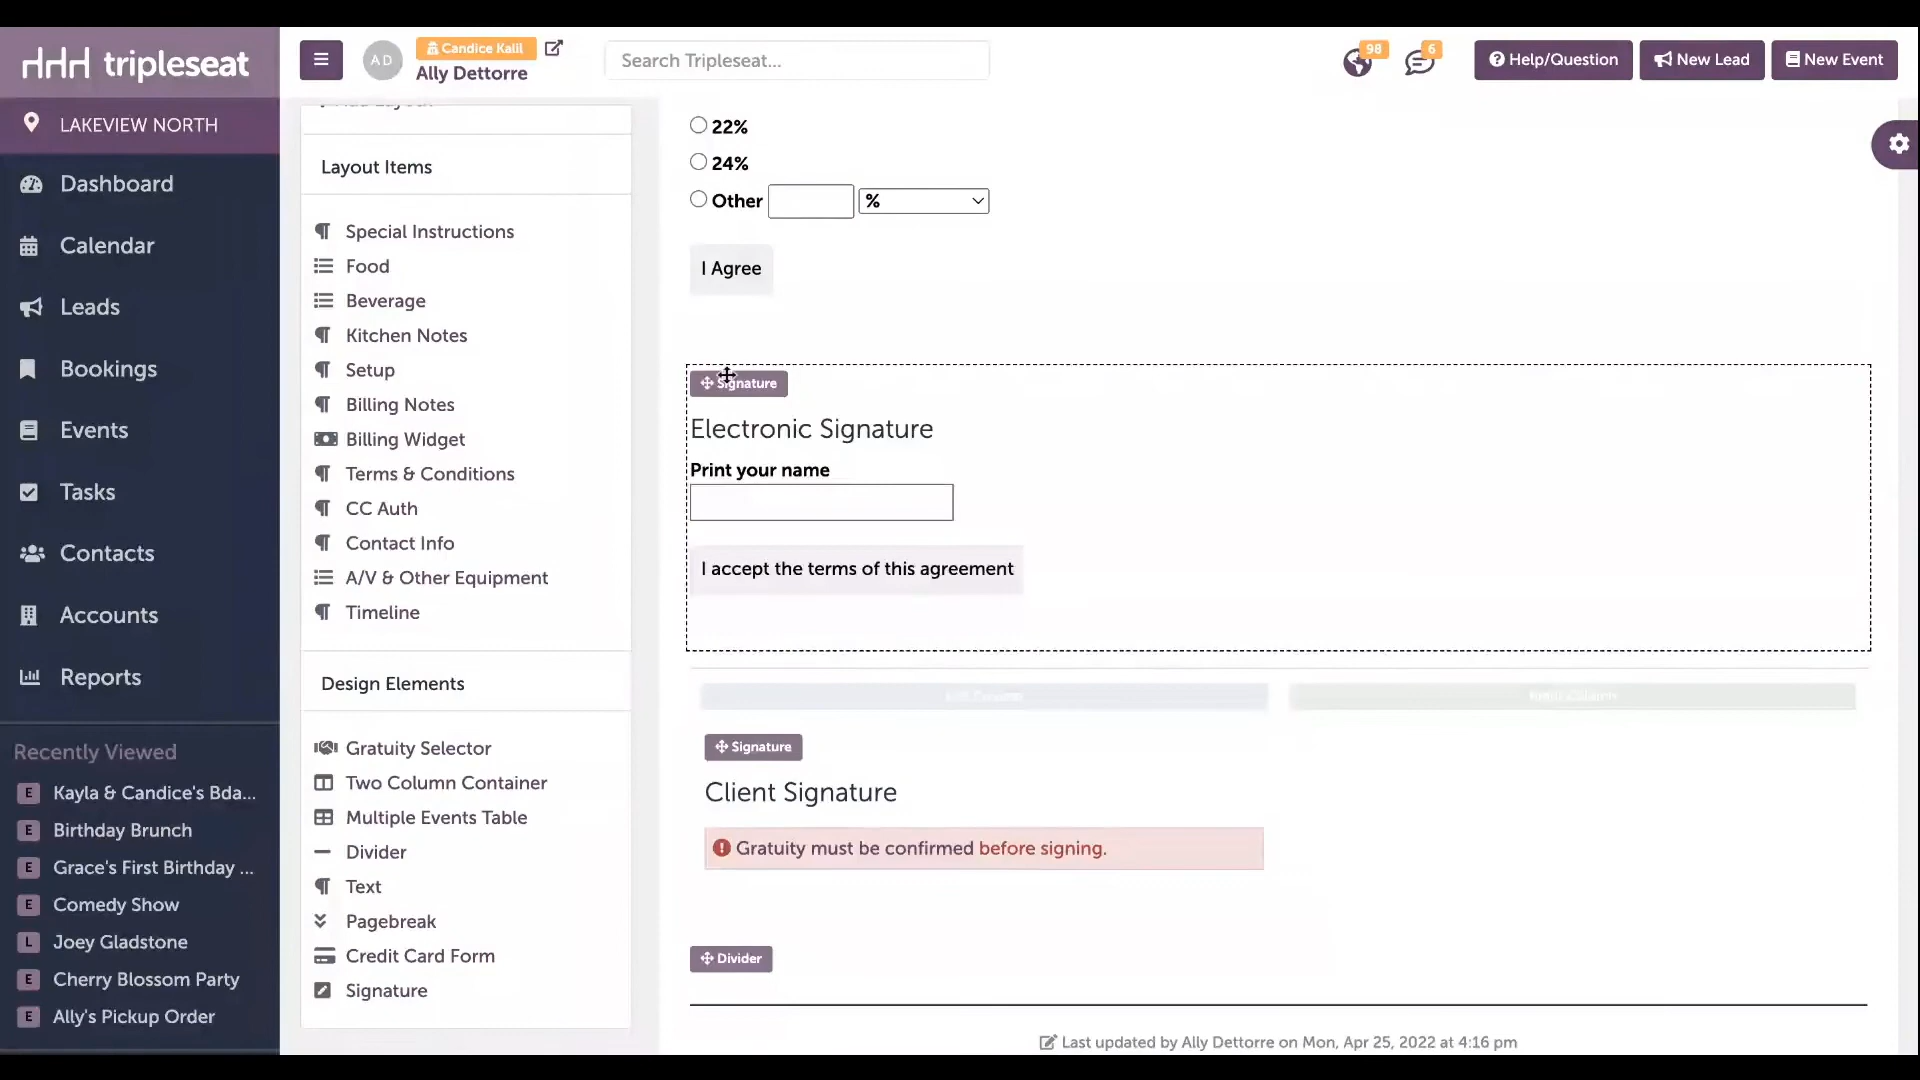 tripleseat
AD
Candice Kalil
Ally Dettorre
Search Tripleseat...
98
6
Help/Question
New Lead
New Event
LAKEVIEW NORTH
Dashboard
Calendar
Leads
Bookings
Events
Tasks
Contacts
Accounts
Reports
Recently Viewed
E Kayla & Candice's Bda...
E Birthday Brunch
E Grace's First Birthday ...
E Comedy Show
L Joey Gladstone
E Cherry Blossom Party
E Ally's Pickup Order
Layout Items
Special Instructions
Food
Beverage
Kitchen Notes
Setup
Billing Notes
Billing Widget
Terms & Conditions
CC Auth
Contact Info
A/V & Other Equipment
Timeline
Design Elements
Gratuity Selector
Two Column Container
Multiple Events Table
Divider
Text
Pagebreak
Credit Card Form
Signature
22%
24%
Other
%
I Agree
Signature
Electronic Signature
Print your name
I accept the terms of this agreement
Signature
Client Signature
Gratuity must be confirmed before signing.
Divider
Last updated by Ally Dettorre on Mon, Apr 25, 2022 at 4:16 pm